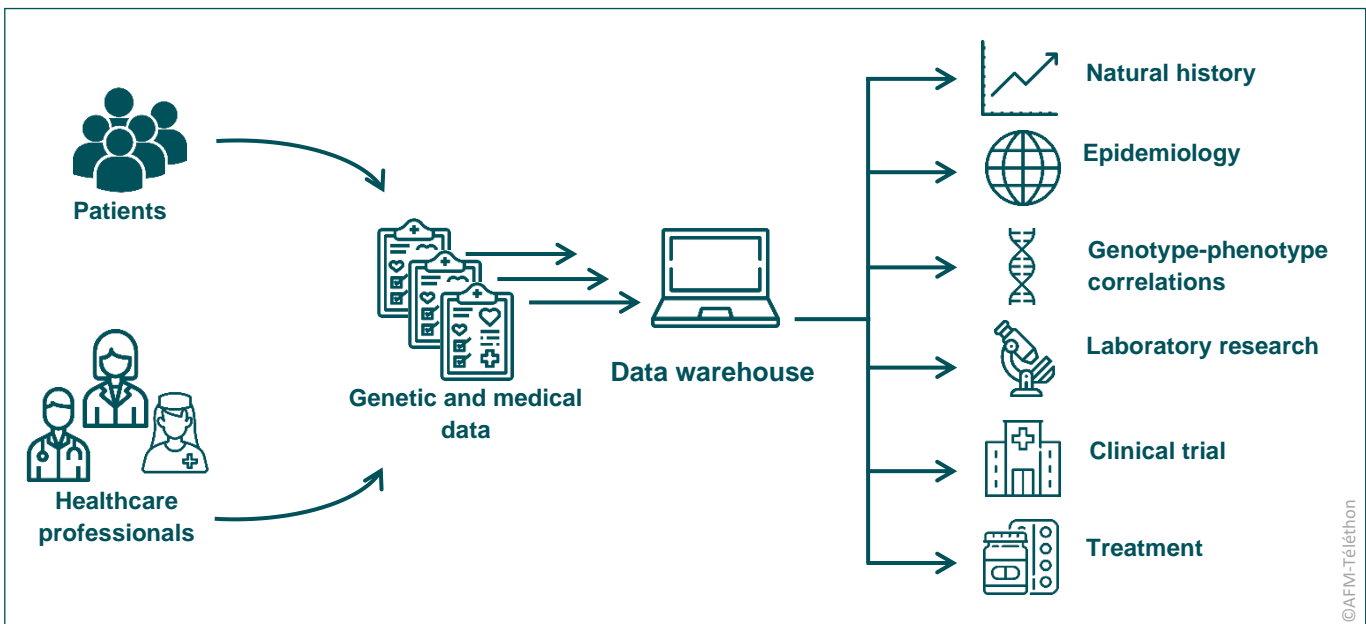 Patients
Healthcare
professionals
Genetic and medical
data
Data warehouse
Natural history
Epidemiology
Genotype-phenotype
correlations
Laboratory research
Clinical trial
Treatment
©AFM-Téléthon